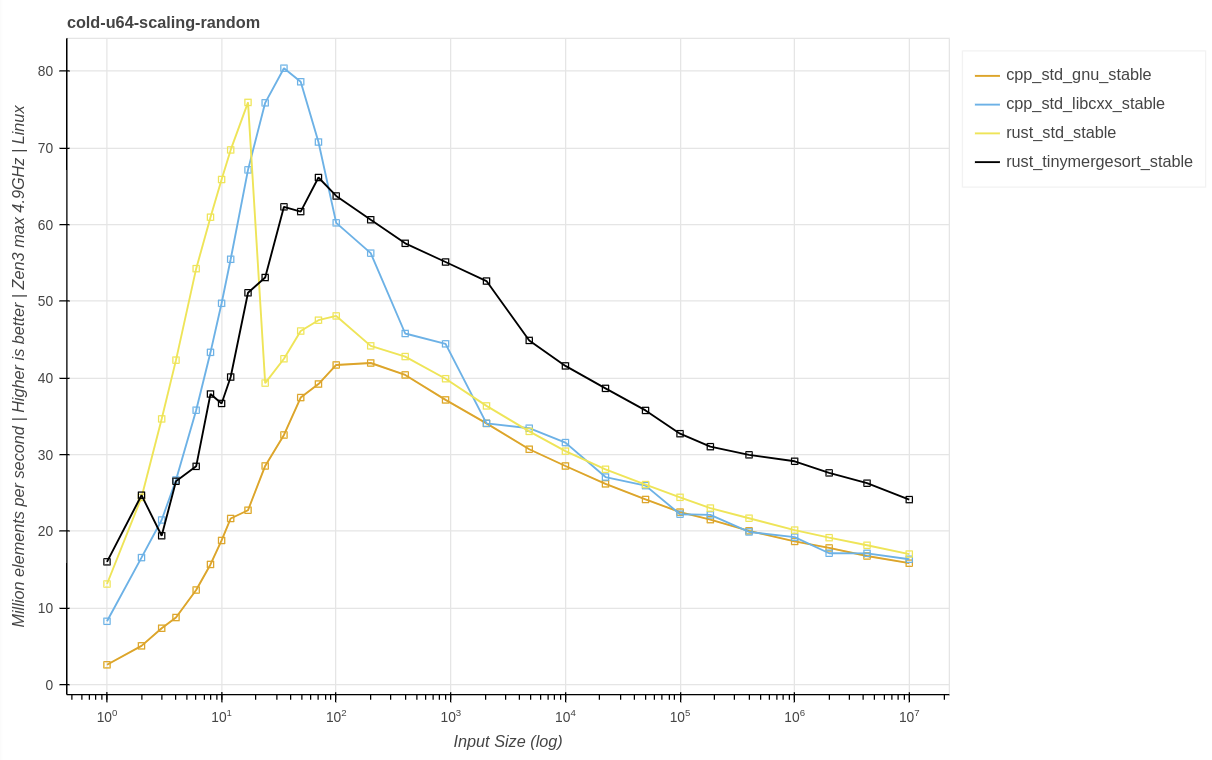 cold-u64-scaling-random
Million elements per second | Higher is better | Zen3 max 4.9GHz | Linux
80
70
60
50
40
30
20
10
0
10⁰ 10¹ 10² 10³ 10⁴ 10⁵ 10⁶ 10⁷
Input Size (log)
cpp_std_gnu_stable
cpp_std_libcxx_stable
rust_std_stable
rust_tinymergesort_stable